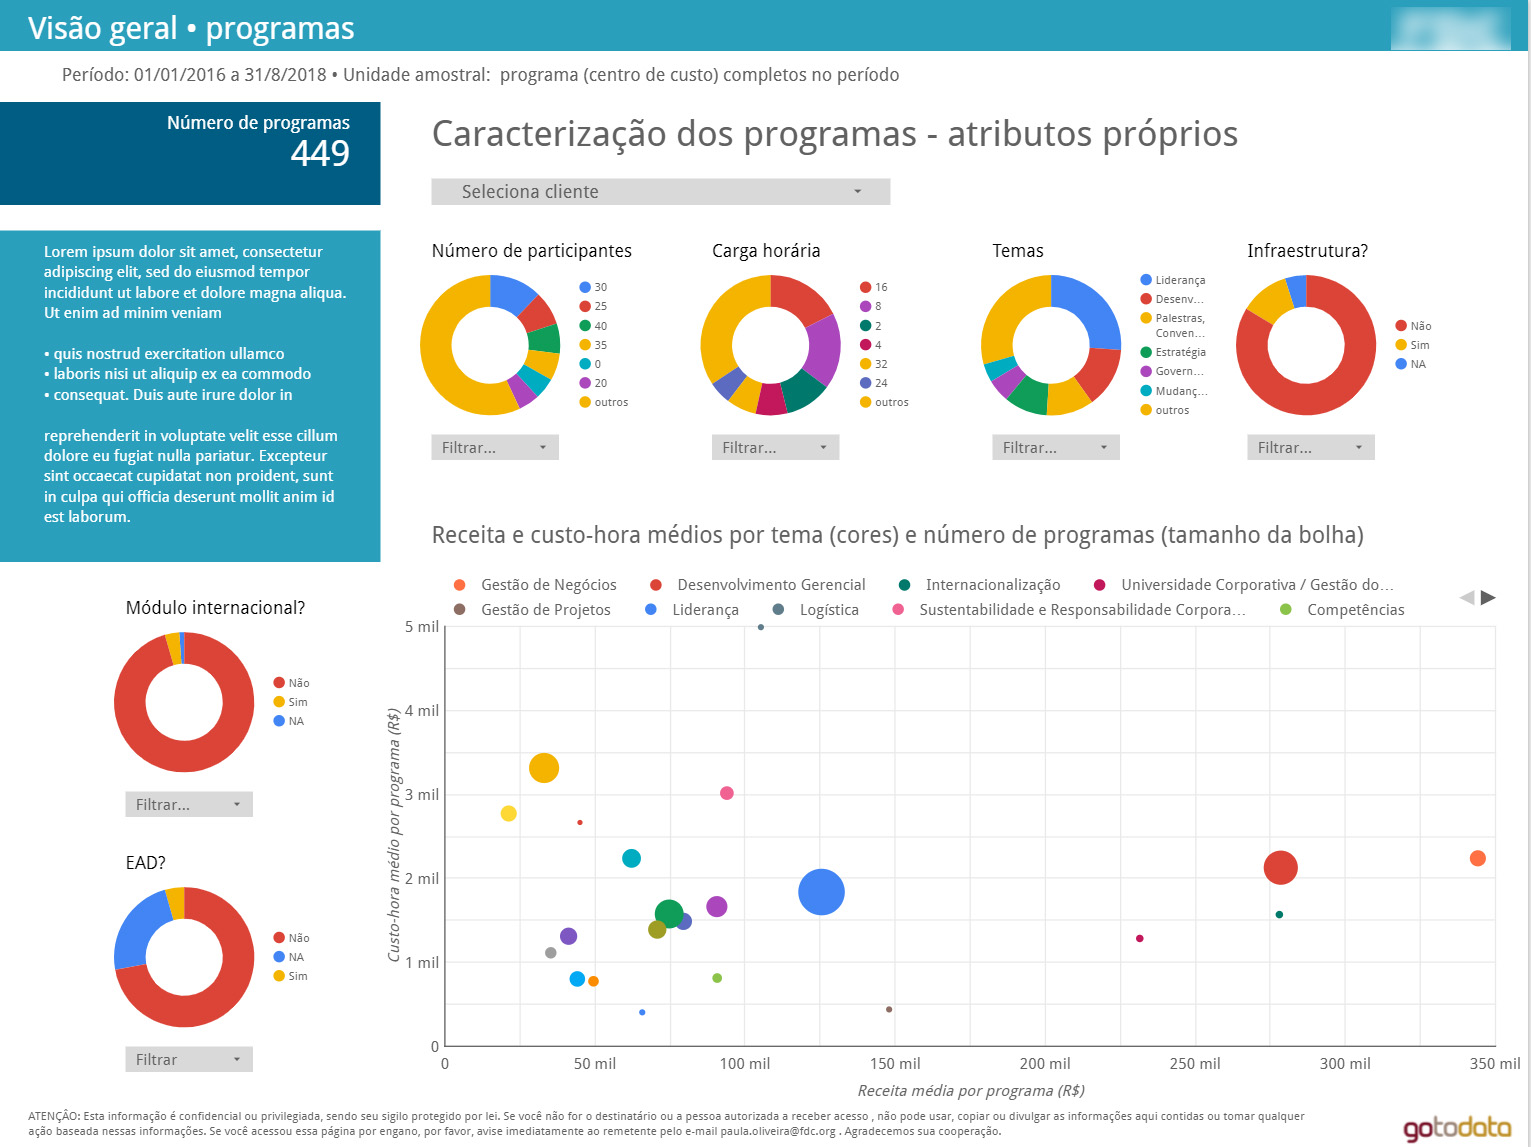 Visão geral • programas
Período: 01/01/2016 a 31/8/2018 • Unidade amostral:  programa (centro de custo) completos no período
Número de programas
449
Caracterização dos programas - atributos próprios
Seleciona cliente
Lorem ipsum dolor sit amet, consectetur
adipiscing elit, sed do eiusmod tempor
incididunt ut labore et dolore magna aliqua.
Ut enim ad minim veniam
• quis nostrud exercitation ullamco
• laboris nisi ut aliquip ex ea commodo
• consequat. Duis aute irure dolor in
reprehenderit in voluptate velit esse cillum
dolore eu fugiat nulla pariatur. Excepteur
sint occaecat cupidatat non proident, sunt
in culpa qui officia deserunt mollit anim id
est laborum.
Número de participantes
30
25
40
35
0
20
outros
Filtrar...
Carga horária
16
8
2
4
32
24
outros
Filtrar...
Temas
Liderança
Desenv...
Palestras,
Conven...
Estratégia
Govern...
Mudanç...
outros
Filtrar...
Infraestrutura?
Não
Sim
NA
Filtrar...
Módulo internacional?
Não
Sim
NA
Filtrar...
EAD?
Não
NA
Sim
Filtrar
Receita e custo-hora médios por tema (cores) e número de programas (tamanho da bolha)
Gestão de Negócios
Desenvolvimento Gerencial
Internacionalização
Universidade Corporativa / Gestão do...
Gestão de Projetos
Liderança
Logística
Sustentabilidade e Responsabilidade Corpora...
Competências
Custo-hora médio por programa (R$)
5 mil
4 mil
3 mil
2 mil
1 mil
0
0
50 mil
100 mil
150 mil
200 mil
250 mil
300 mil
350 mil
Receita média por programa (R$)
ATENÇÂO: Esta informação é confidencial ou privilegiada, sendo seu sigilo protegido por lei. Se você não for o destinatário ou a pessoa autorizada a receber acesso , não pode usar, copiar ou divulgar as informações aqui contidas ou tomar qualquer
ação baseada nessas informações. Se você acessou essa página por engano, por favor, avise imediatamente ao remetente pelo e-mail paula.oliveira@fdc.org . Agradecemos sua cooperação.
gotodata